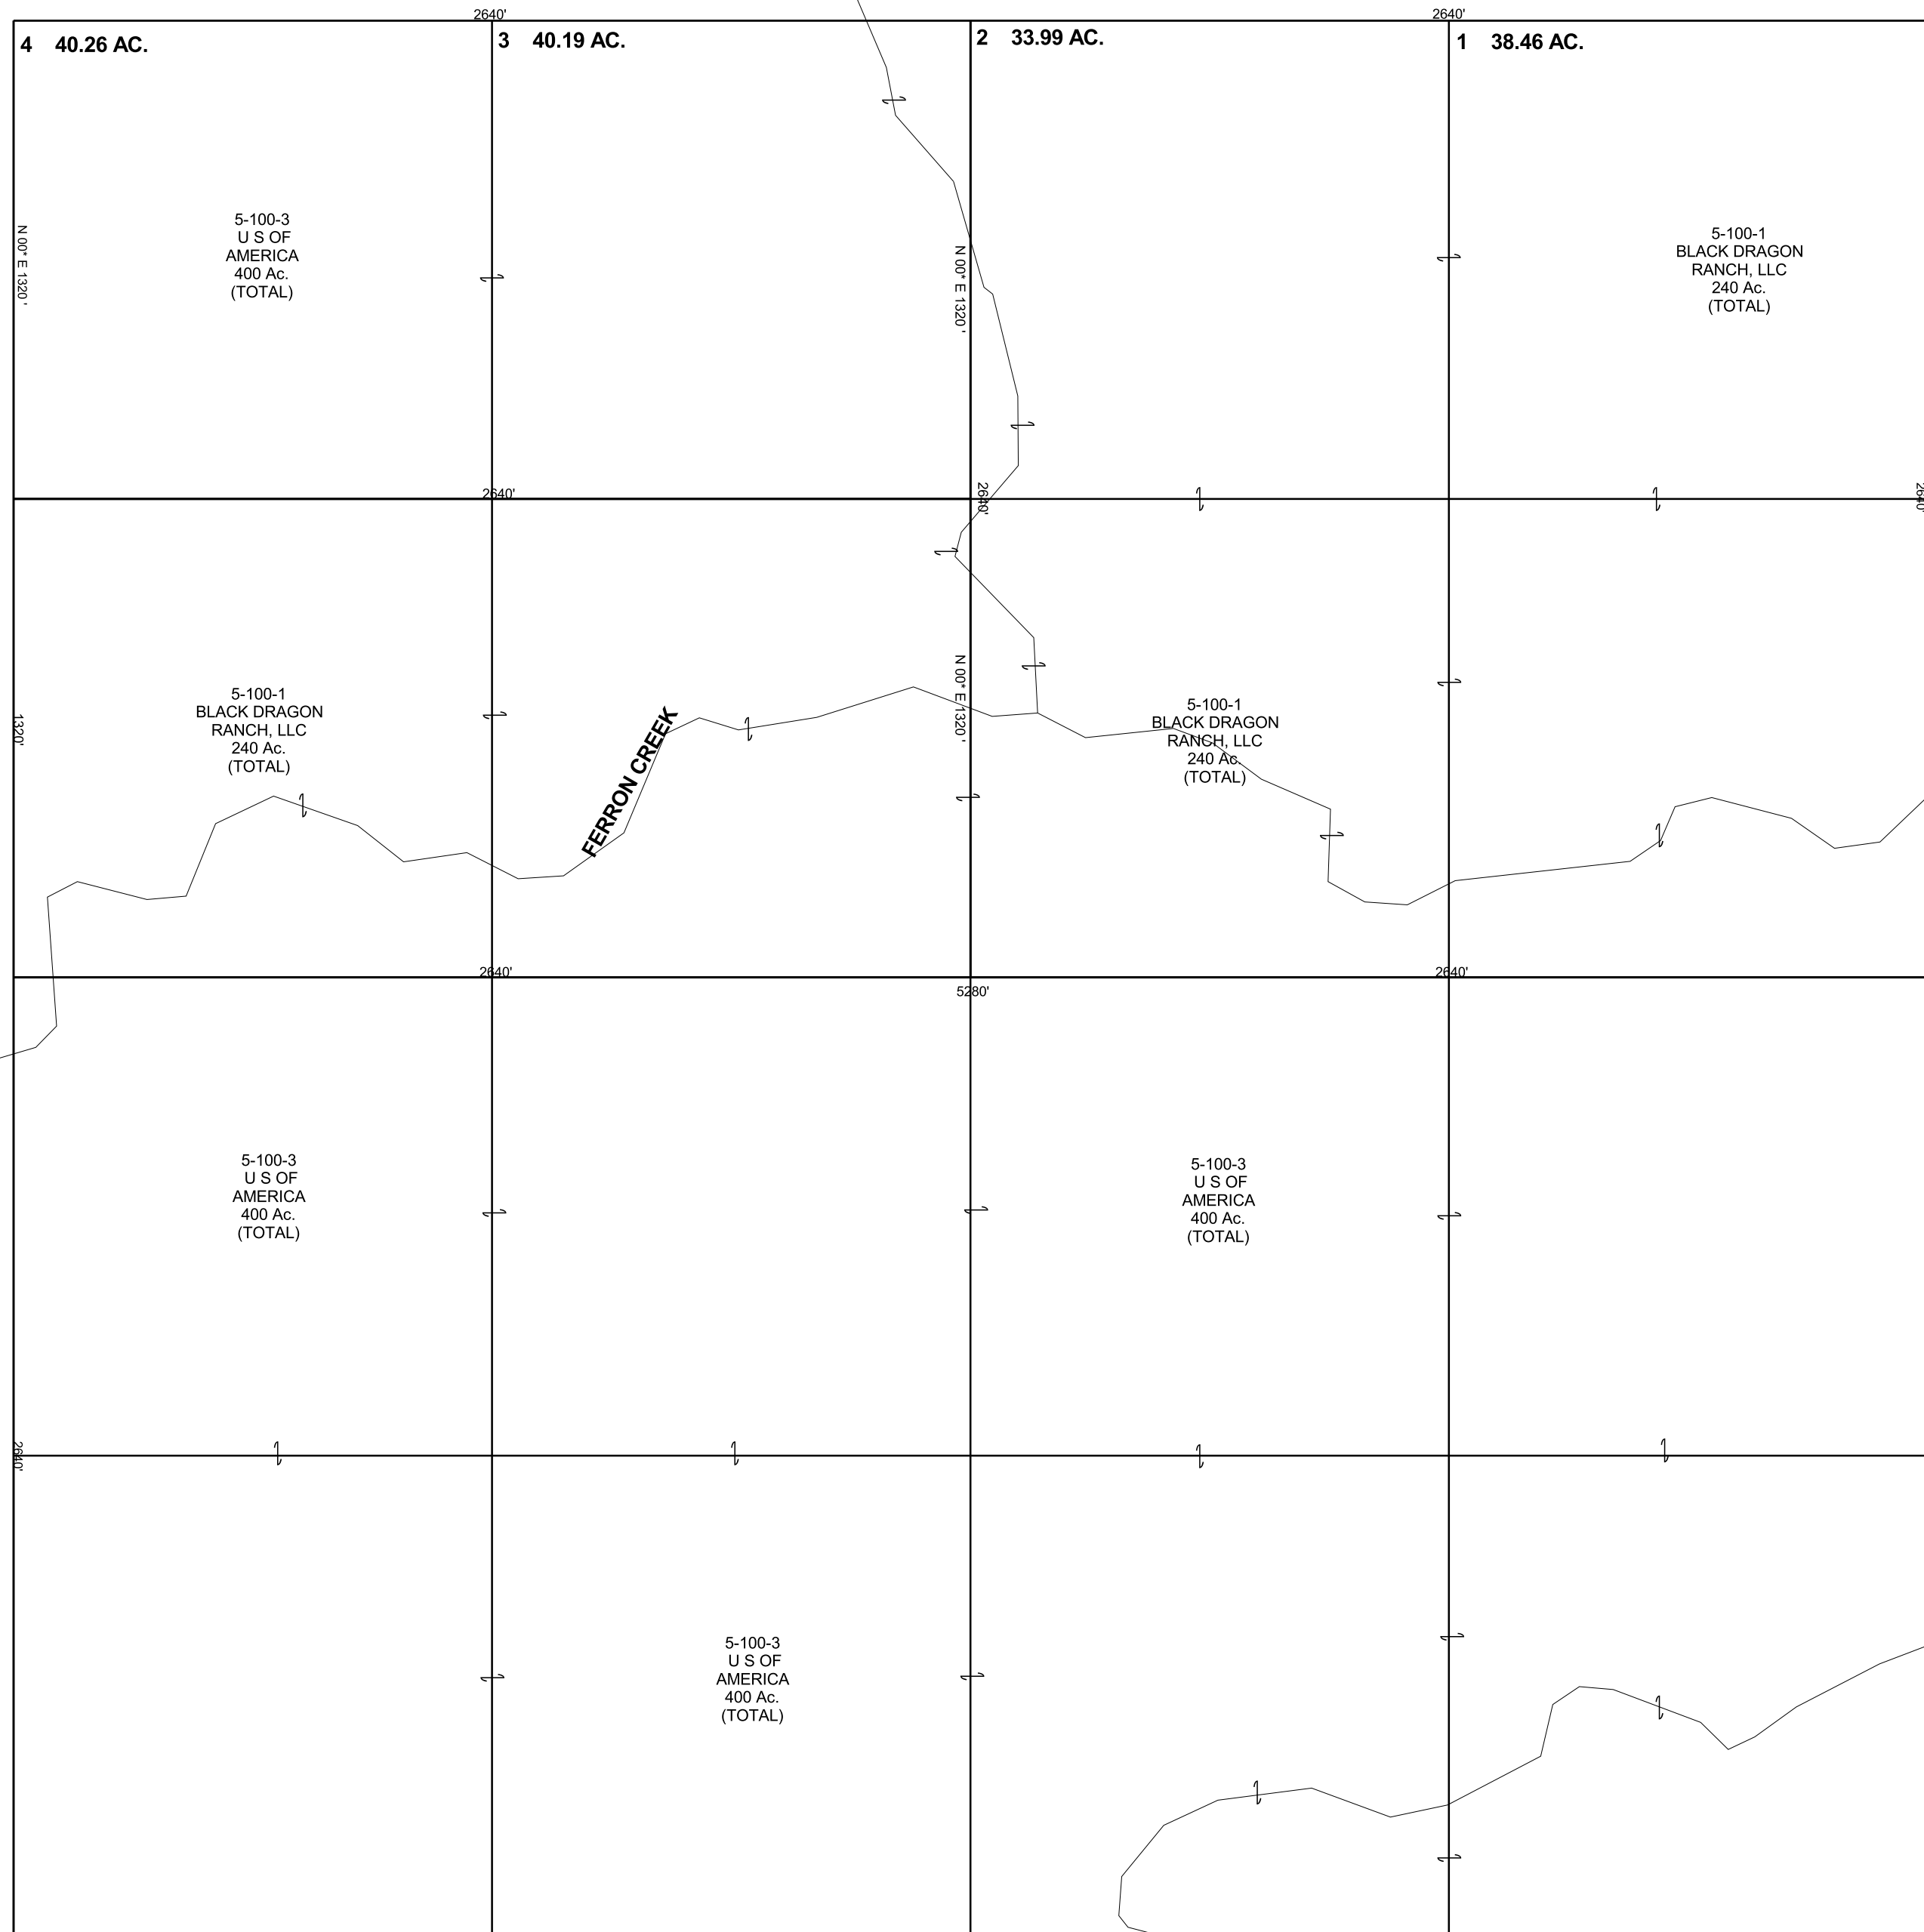 2640'
2640'
4 40.26 AC.
3 40.19 AC.
2 33.99 AC.
1 38.46 AC.
N 00* E 1320 '
5-100-3
U S OF
AMERICA
400 Ac.
(TOTAL)
N 00* E 1320 '
5-100-1
BLACK DRAGON
RANCH, LLC
240 Ac.
(TOTAL)
2640'
2640'
2640'
1320'
5-100-1
BLACK DRAGON
RANCH, LLC
240 Ac.
(TOTAL)
FERRON CREEK
N 00* E 1320 '
5-100-1
BLACK DRAGON
RANCH, LLC
240 Ac.
(TOTAL)
2640'
2640'
5280'
5-100-3
U S OF
AMERICA
400 Ac.
(TOTAL)
5-100-3
U S OF
AMERICA
400 Ac.
(TOTAL)
2640'
5-100-3
U S OF
AMERICA
400 Ac.
(TOTAL)